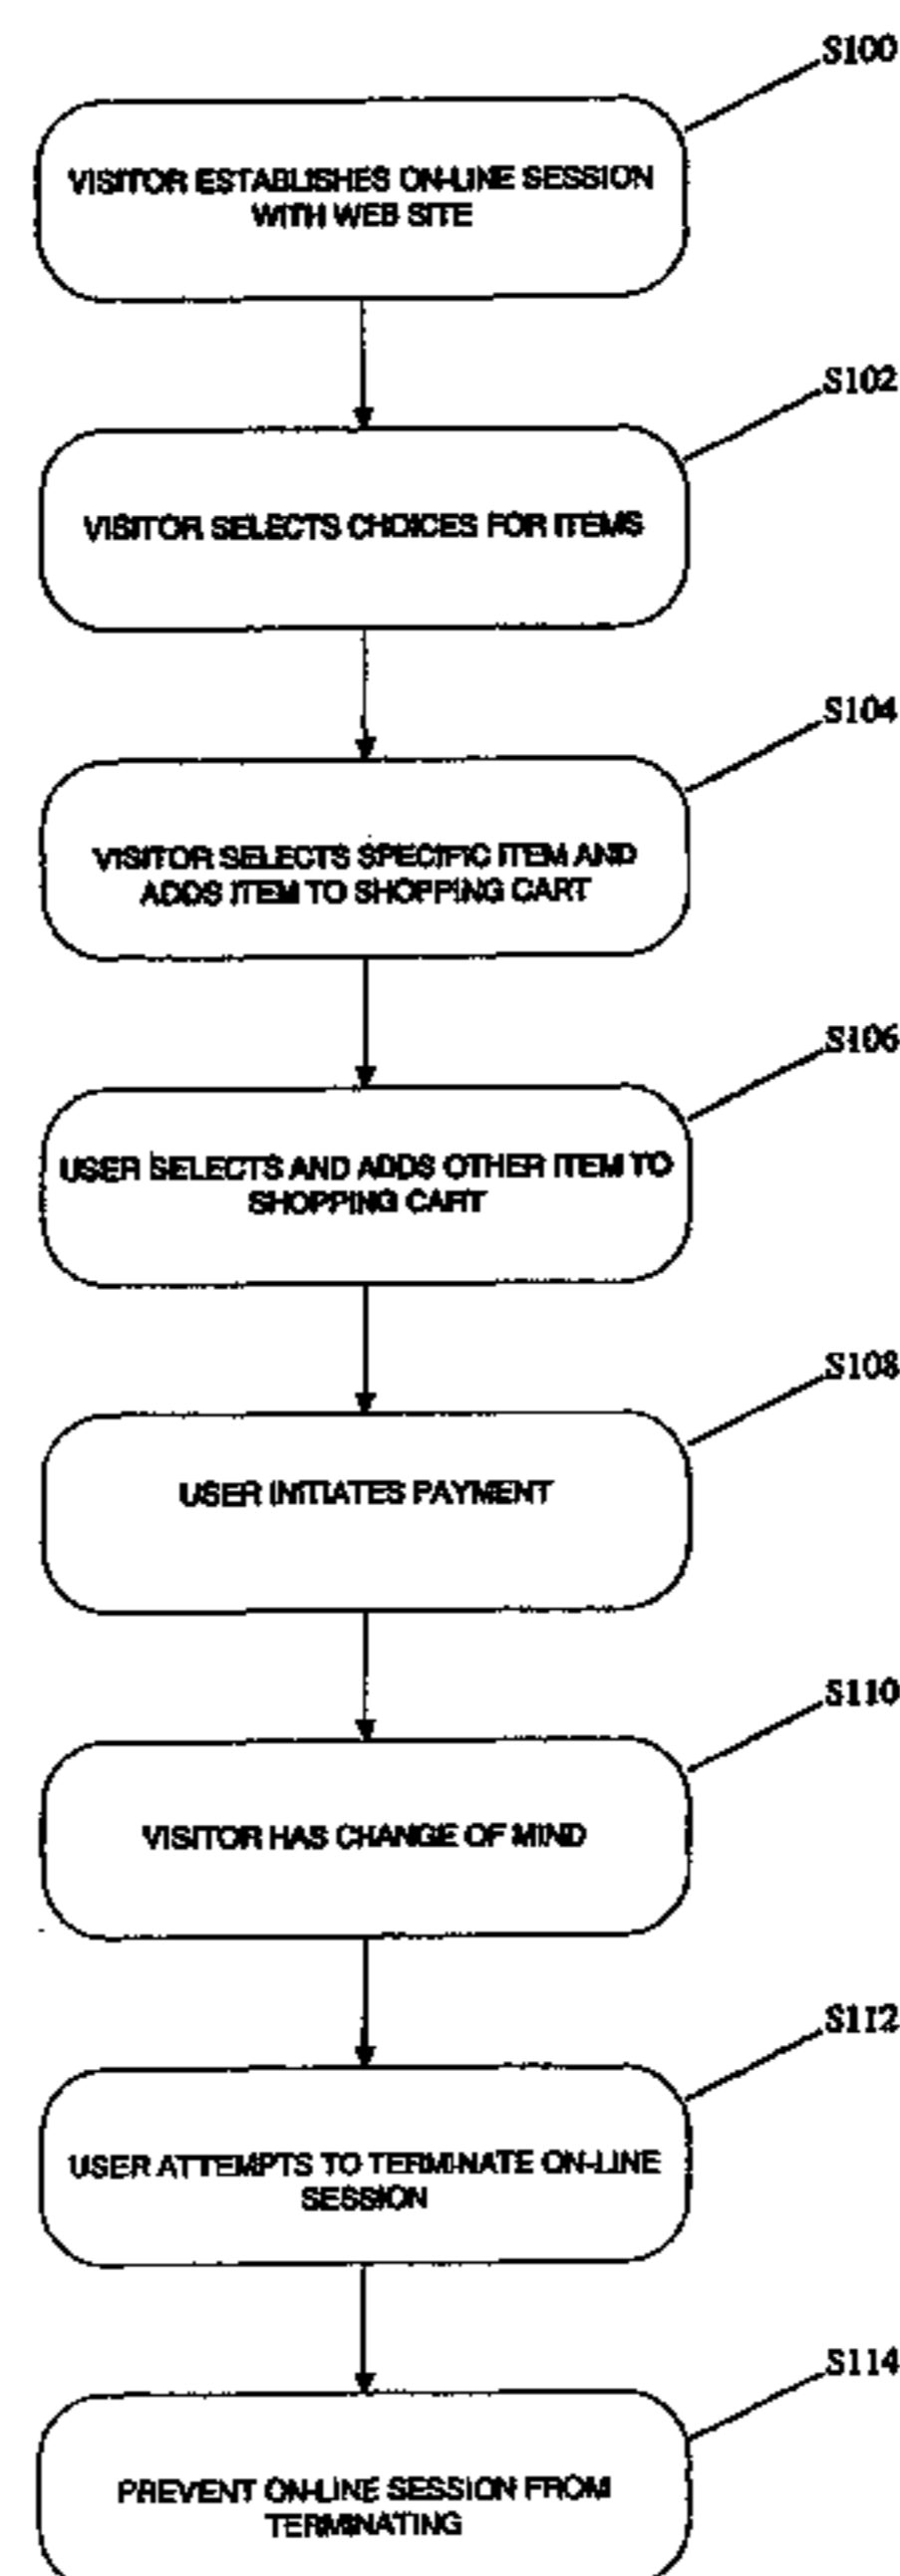 S100
VISITOR ESTABLISHES ON-LINE SESSION
WITH WEB SITE
S102
VISITOR SELECTS CHOICES FOR ITEMS
S104
VISITOR SELECTS SPECIFIC ITEM AND
ADDS ITEM TO SHOPPING CART
S106
USER SELECTS AND ADDS OTHER ITEM TO
SHOPPING CART
S108
USER INITIATES PAYMENT
S110
VISITOR HAS CHANGE OF MIND
S112
USER ATTEMPTS TO TERMINATE ON-LINE
SESSION
S114
PREVENT ON-LINE SESSION FROM
TERMINATING